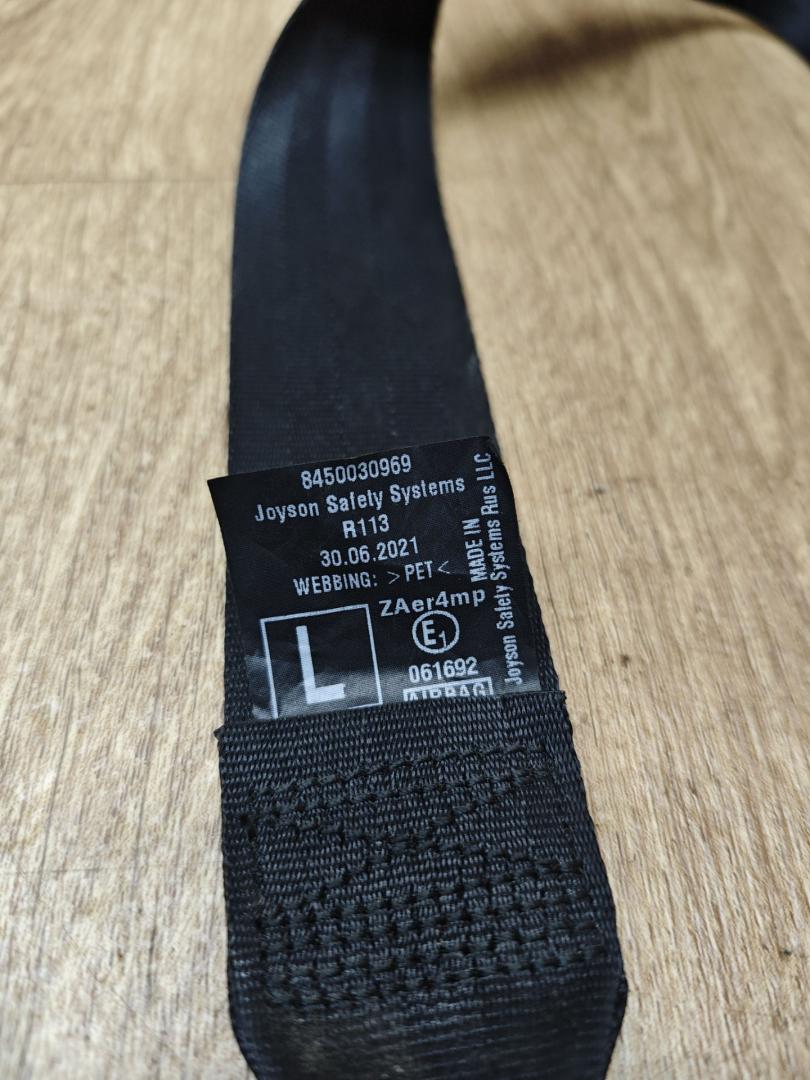 8450030969
Joyson Safety Systems
R113
30.06.2021
WEBBING: >PET<
ZAer4mp
E1
061692
AIRBAG
L
MADE IN
Joyson Safety Systems Rus LLC